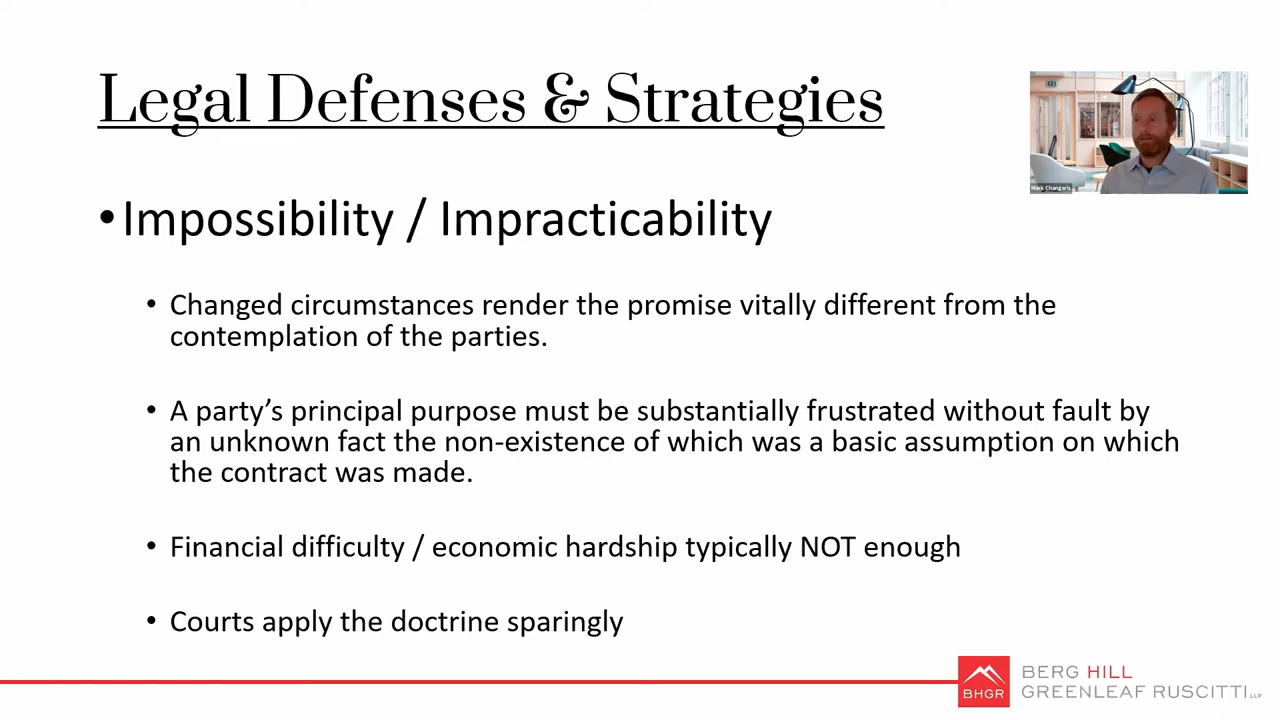 Legal Defenses & Strategies
Mark Changaris
•Impossibility / Impracticability
• Changed circumstances render the promise vitally different from the
contemplation of the parties.
• A party’s principal purpose must be substantially frustrated without fault by
an unknown fact the non-existence of which was a basic assumption on which
the contract was made.
• Financial difficulty / economic hardship typically NOT enough
• Courts apply the doctrine sparingly
BHGR
BERG HILL
GREENLEAF RUSCITTI LLP